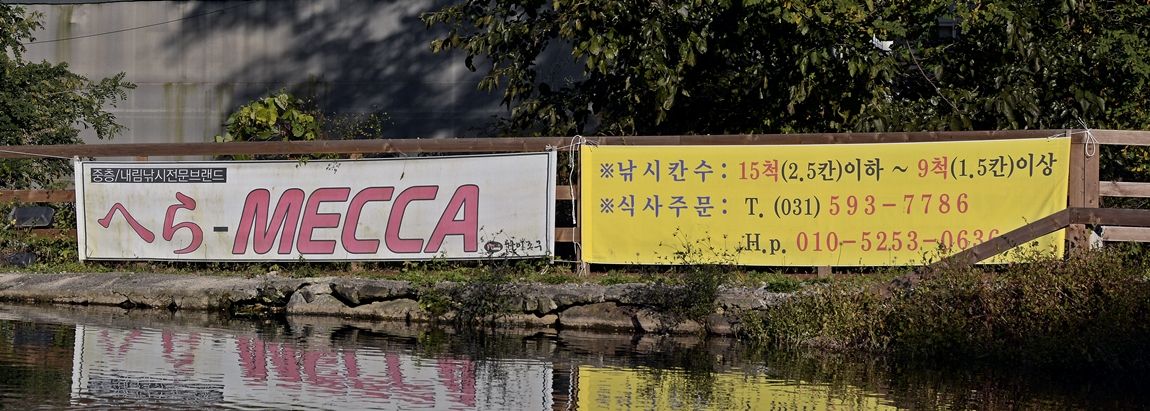 중층/내림낚시전문브랜드
へら-MECCA
※낚시칸수: 15척(2.5칸)이하 ~ 9척(1.5칸)이상
※식사주문: T. (031) 593-7786
H.p. 010-5253-0636